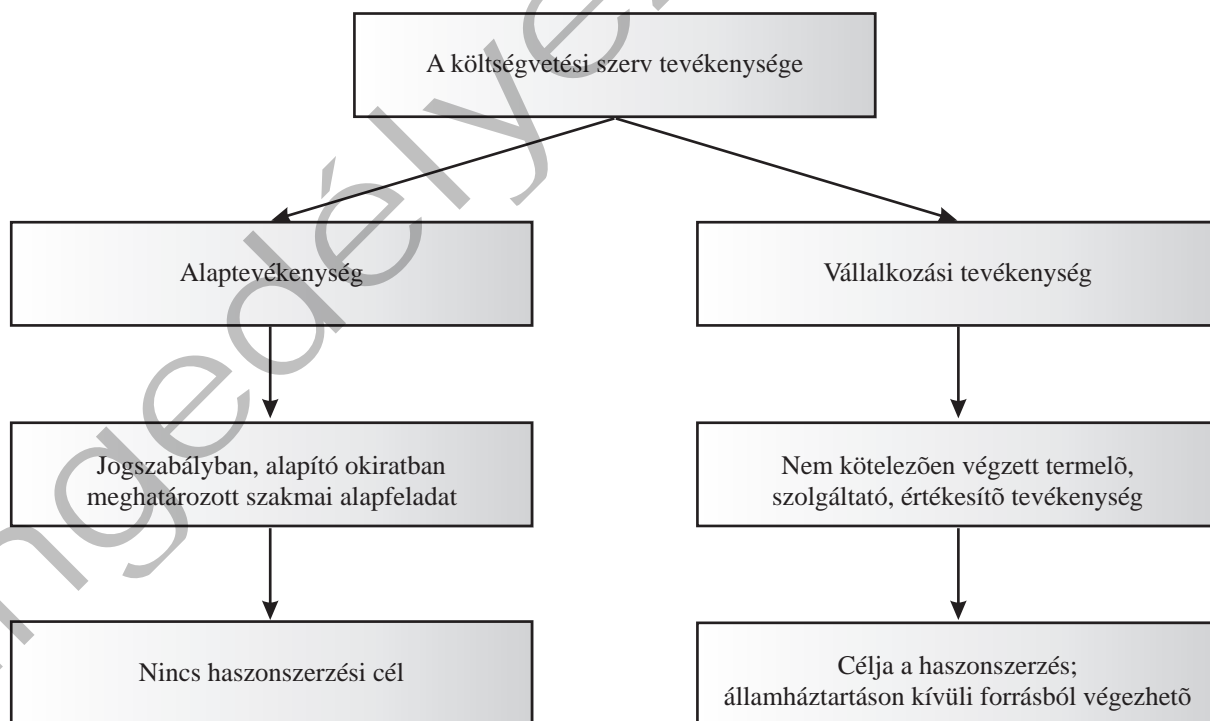 A költségvetési szerv tevékenysége
Alaptevékenység
Vállalkozási tevékenység
Jogszabályban, alapító okiratban
meghatározott szakmai alapfeladat
Nem kötelezõen végzett termelõ,
szolgáltató, értékesítõ tevékenység
Nincs haszonszerzési cél
Célja a haszonszerzés;
államháztartáson kívüli forrásból végezhetõ